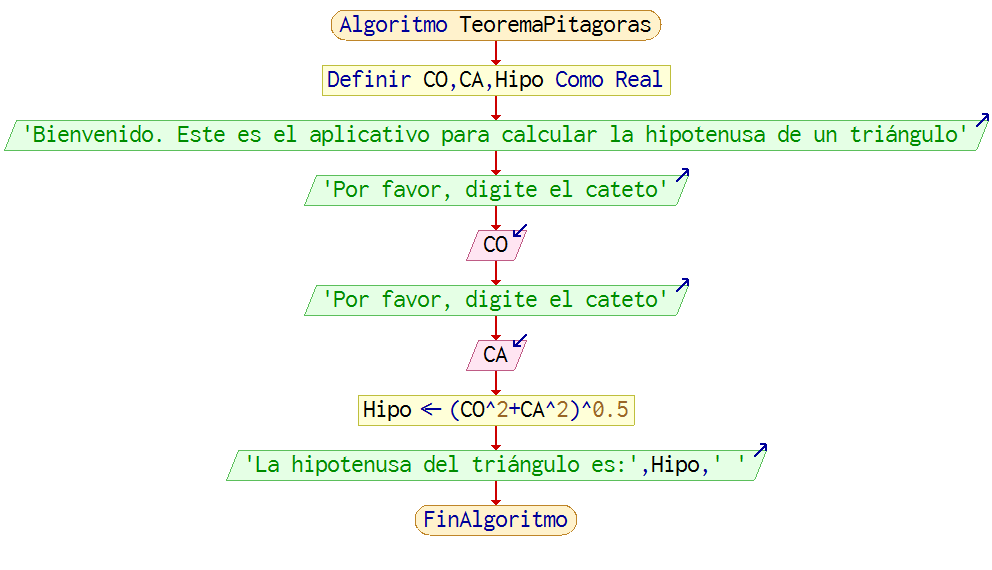 Algoritmo TeoremaPitagoras
Definir CO,CA,Hipo Como Real
'Bienvenido. Este es el aplicativo para calcular la hipotenusa de un triángulo'
'Por favor, digite el cateto'
CO
'Por favor, digite el cateto'
CA
Hipo ← (CO^2+CA^2)^0.5
'La hipotenusa del triángulo es:',Hipo,' '
FinAlgoritmo